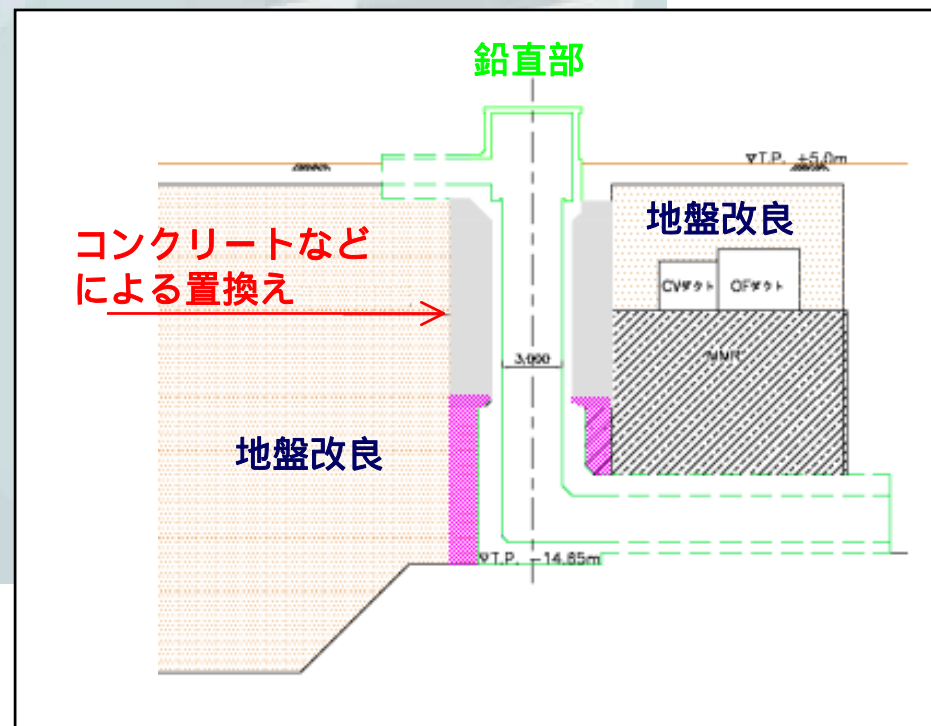 鉛直部
▽T.P. +5.0m
地盤改良
コンクリートなど
による置換え
CVダクト
OFダクト
3,000
MMR
地盤改良
▽T.P. -14.85m